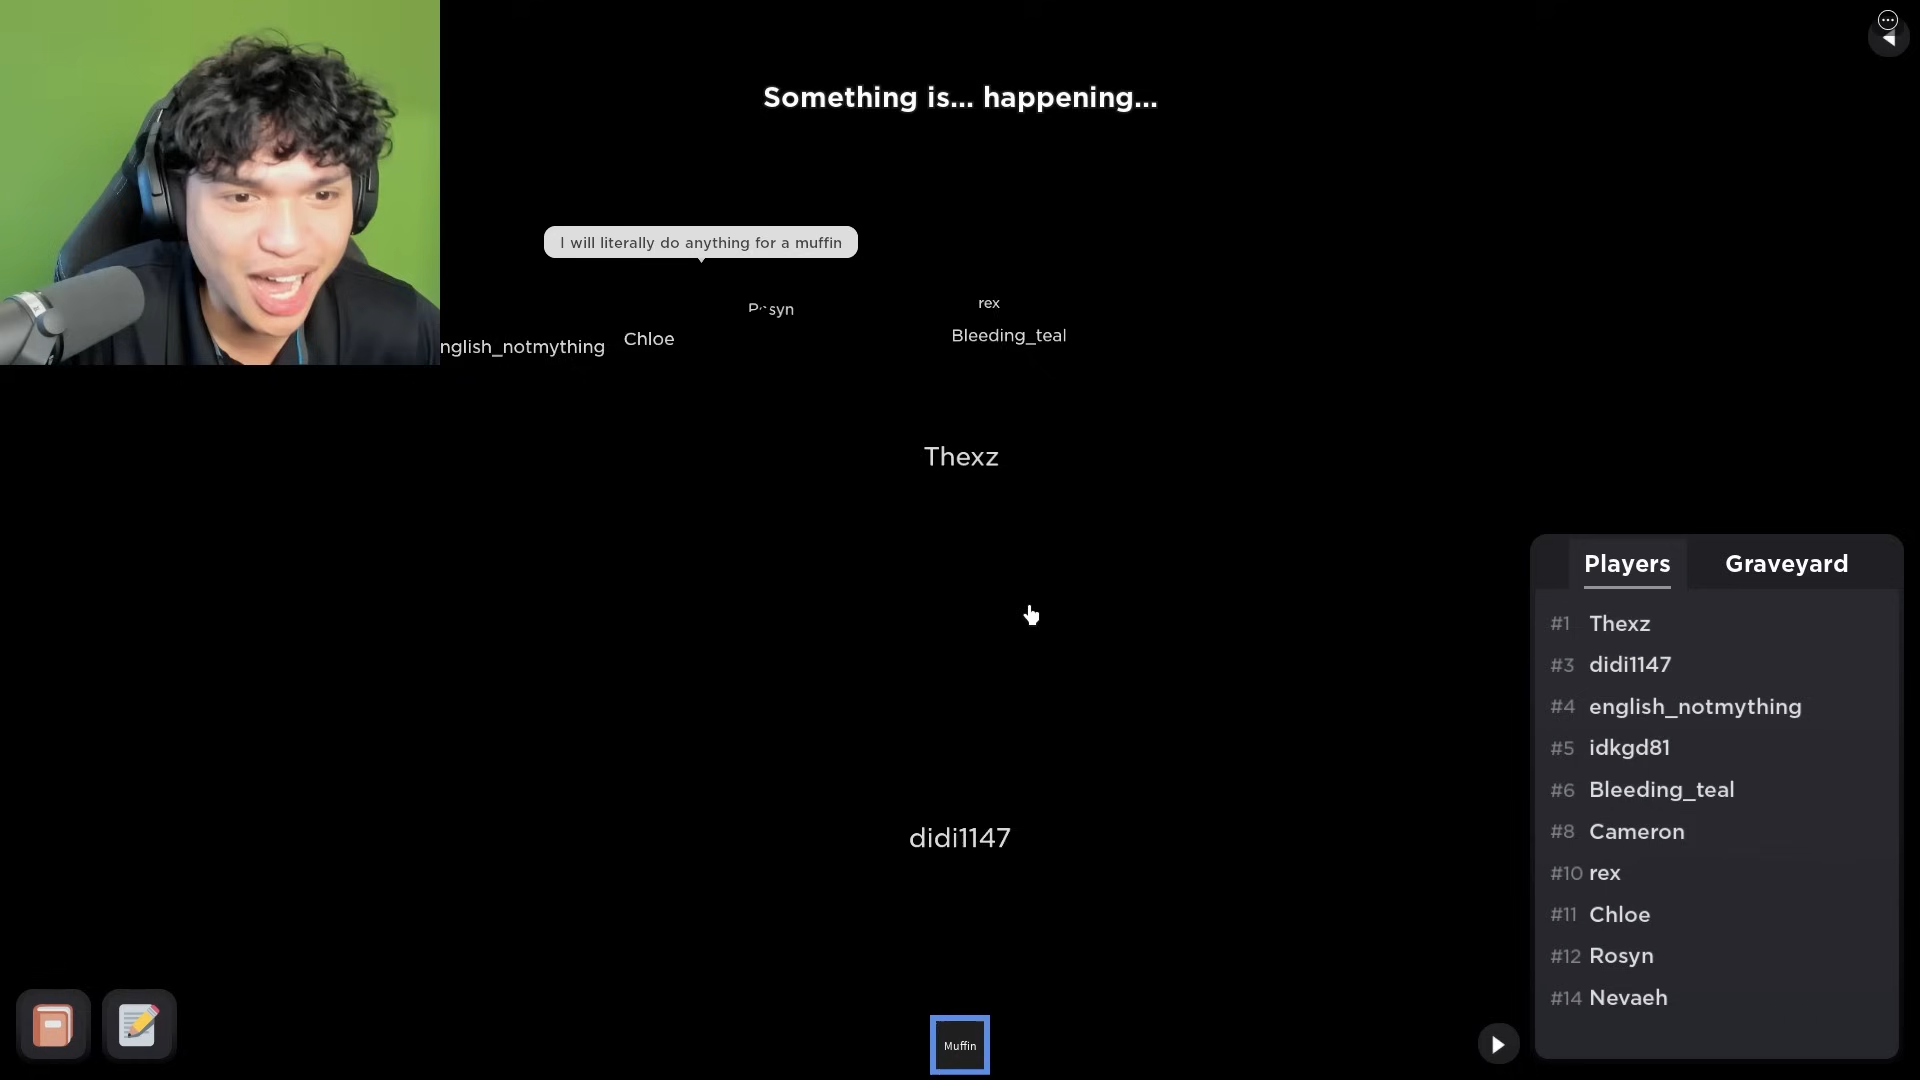 Something is... happening...
I will literally do anything for a muffin
Rosyn
rex
nglish_notmything
Chloe
Bleeding_teal
Thexz
didi1147
Players
Graveyard
#1 Thexz
#3 didi1147
#4 english_notmything
#5 idkgd81
#6 Bleeding_teal
#8 Cameron
#10 rex
#11 Chloe
#12 Rosyn
#14 Nevaeh
Muffin